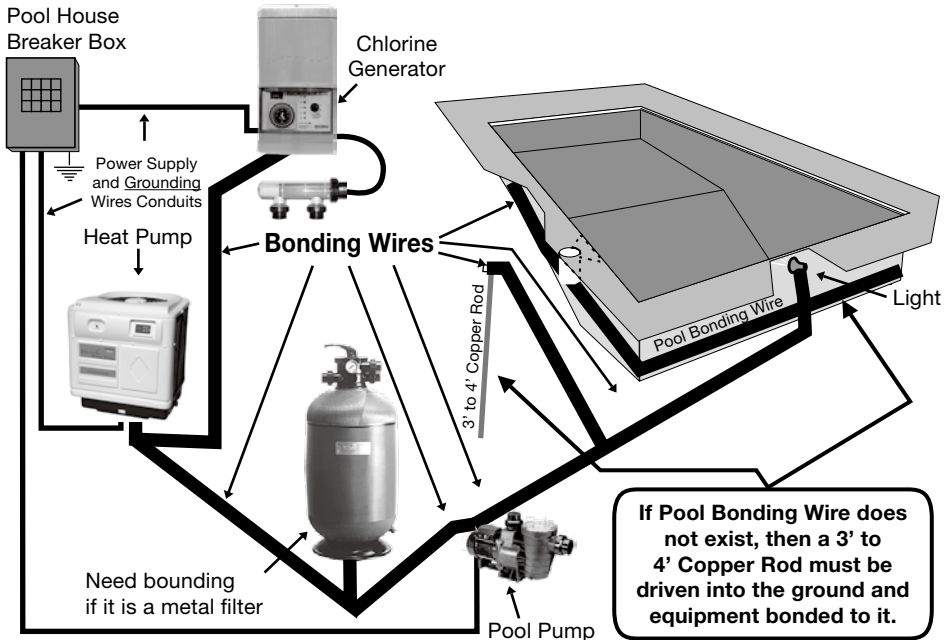 Pool House
Breaker Box
Chlorine
Generator
Power Supply
and Grounding
Wires Conduits
Heat Pump
Bonding Wires
Light
Pool Bonding Wire
3' to 4' Copper Rod
If Pool Bonding Wire does
not exist, then a 3' to
4' Copper Rod must be
driven into the ground and
equipment bonded to it.
Need bounding
if it is a metal filter
Pool Pump